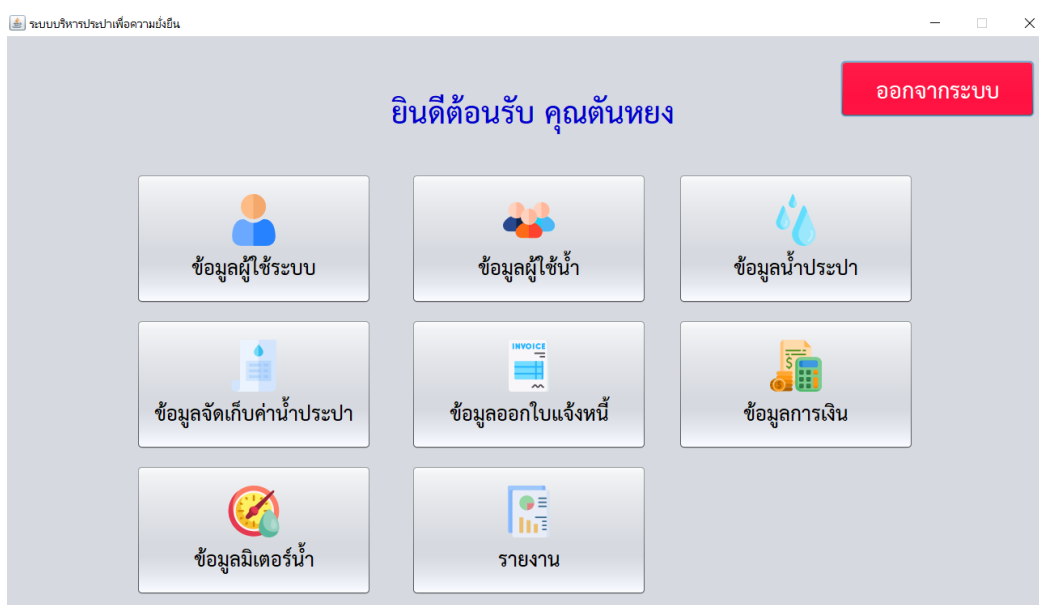 ระบบบริหารประปาเพื่อความยั่งยืน
ออกจากระบบ
ยินดีต้อนรับ คุณตันหยง
ข้อมูลผู้ใช้ระบบ
ข้อมูลผู้ใช้น้ำ
ข้อมูลน้ำประปา
ข้อมูลจัดเก็บค่าน้ำประปา
INVOICE
ข้อมูลออกใบแจ้งหนี้
$
ข้อมูลการเงิน
ข้อมูลมิเตอร์น้ำ
รายงาน